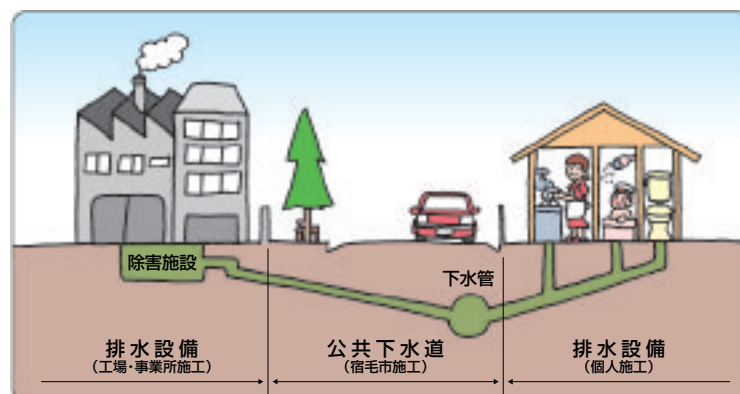 除害施設
下水管
排水設備
(工場・事業所施工)
公共下水道
(宿毛市施工)
排水設備
(個人施工)